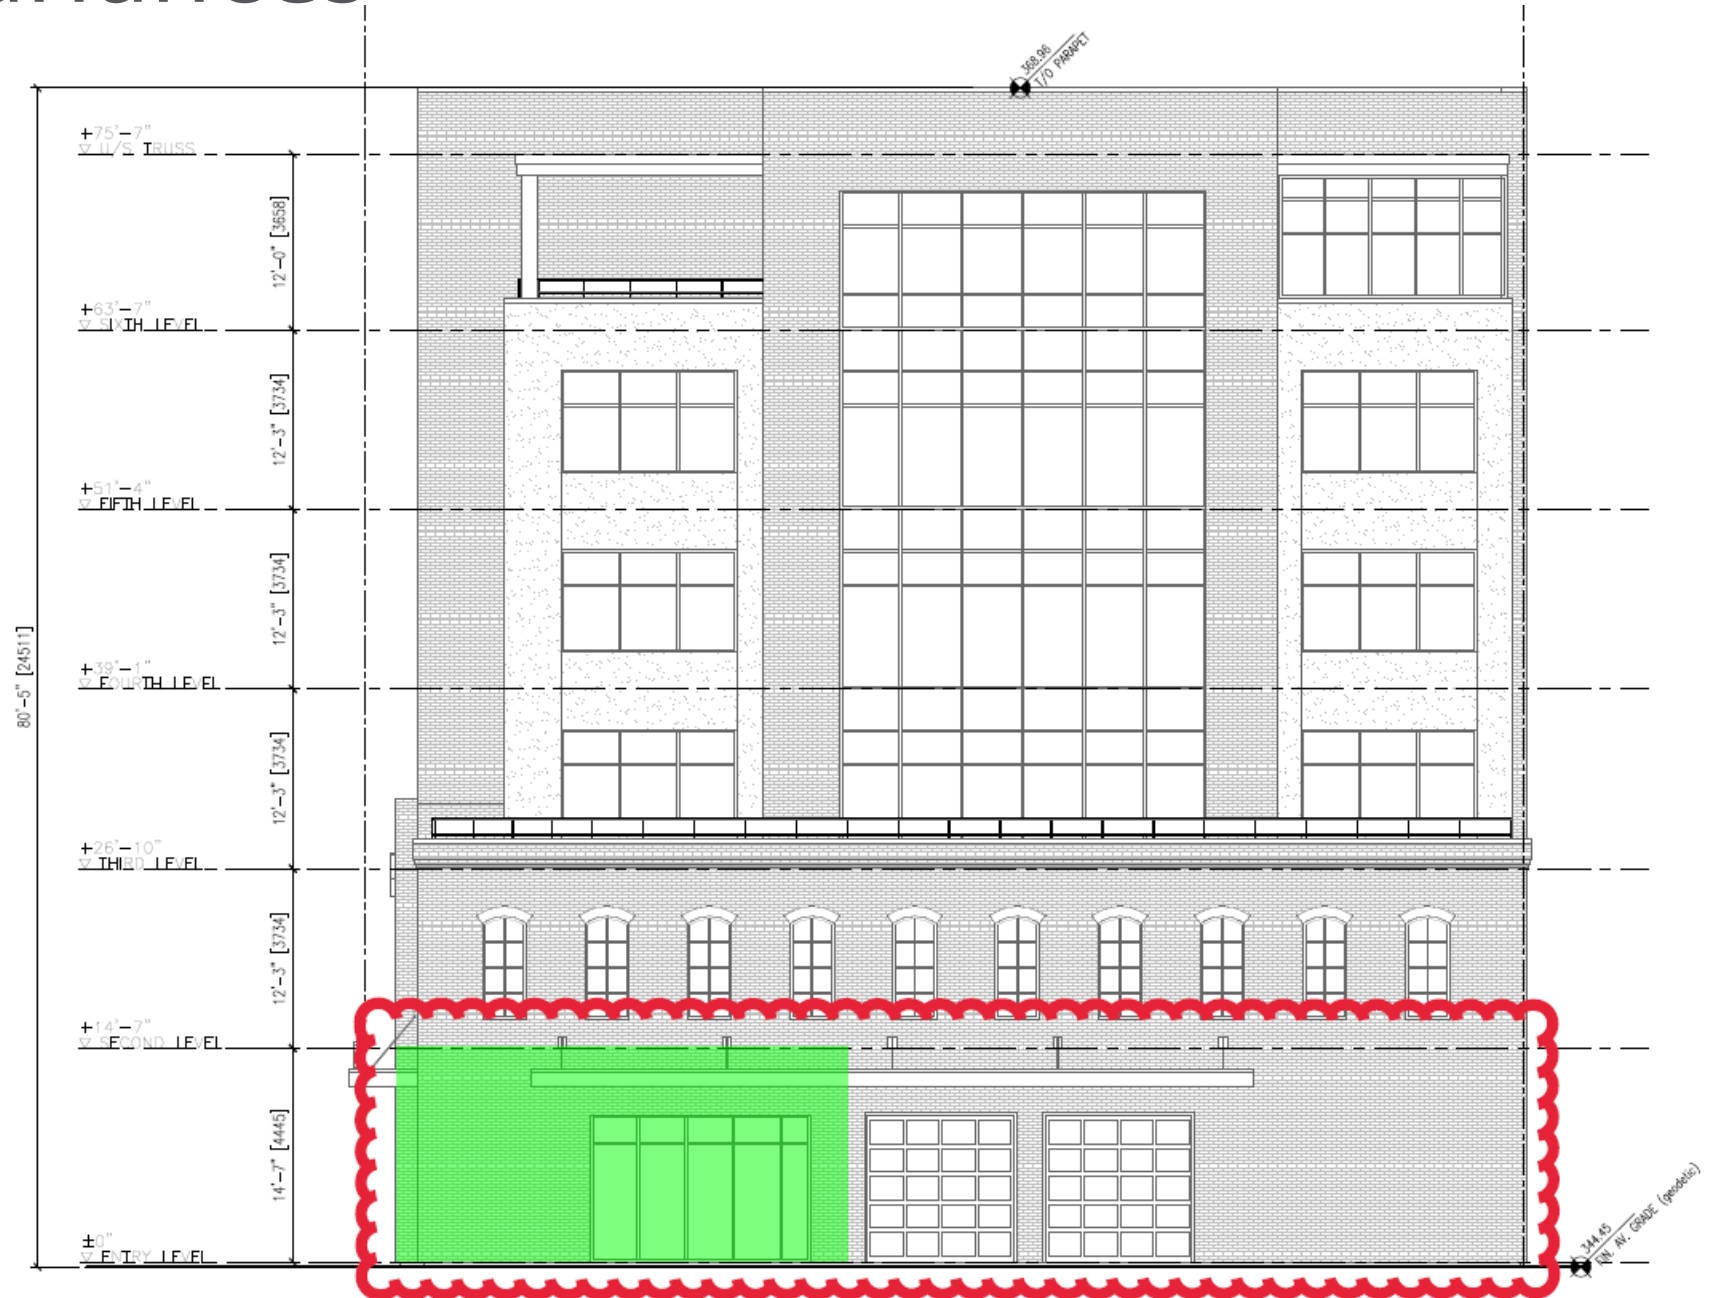 368.96
T/O PARAPET
+75'-7"
U/S TRUSS
12'-0" [3658]
+63'-7"
SIXTH LEVEL
12'-3" [3734]
+51'-4"
FIFTH LEVEL
12'-3" [3734]
80'-5" [24511]
+39'-1"
FOURTH LEVEL
12'-3" [3734]
+26'-10"
THIRD LEVEL
12'-3" [3734]
+14'-7"
SECOND LEVEL
14'-7" [4445]
±0"
ENTRY LEVEL
344.45
FIN. AV. GRADE (geodetic)